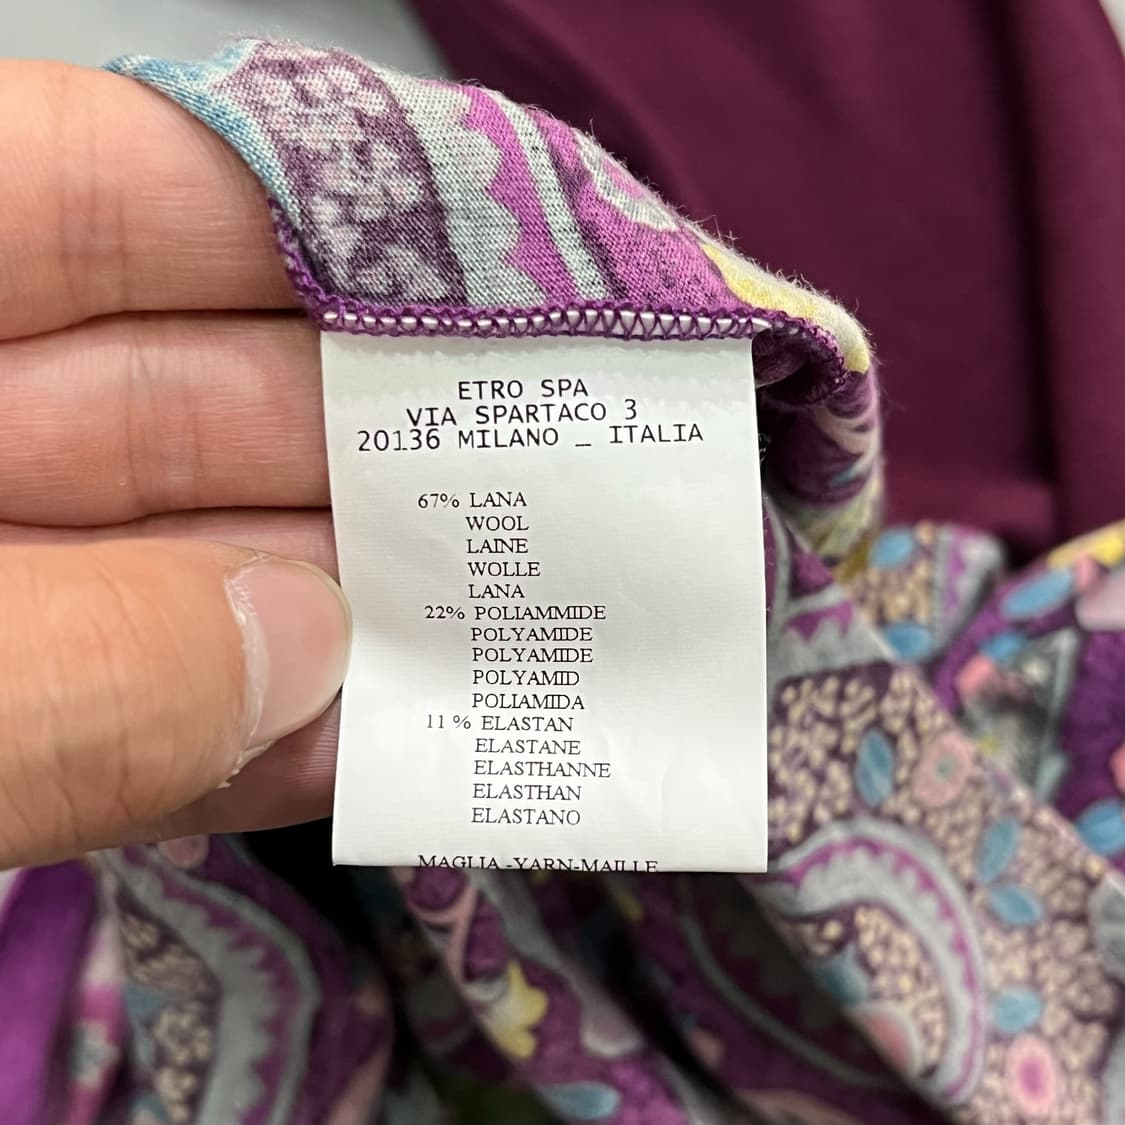 ETRO SPA
VIA SPARTACO 3
20136 MILANO _ ITALIA
67% LANA
WOOL
LAINE
WOLLE
LANA
22% POLIAMMIDE
POLYAMIDE
POLYAMIDE
POLYAMID
POLIAMIDA
11 % ELASTAN
ELASTANE
ELASTHANNE
ELASTHAN
ELASTANO
MAGLIA -YARN-MAILLE